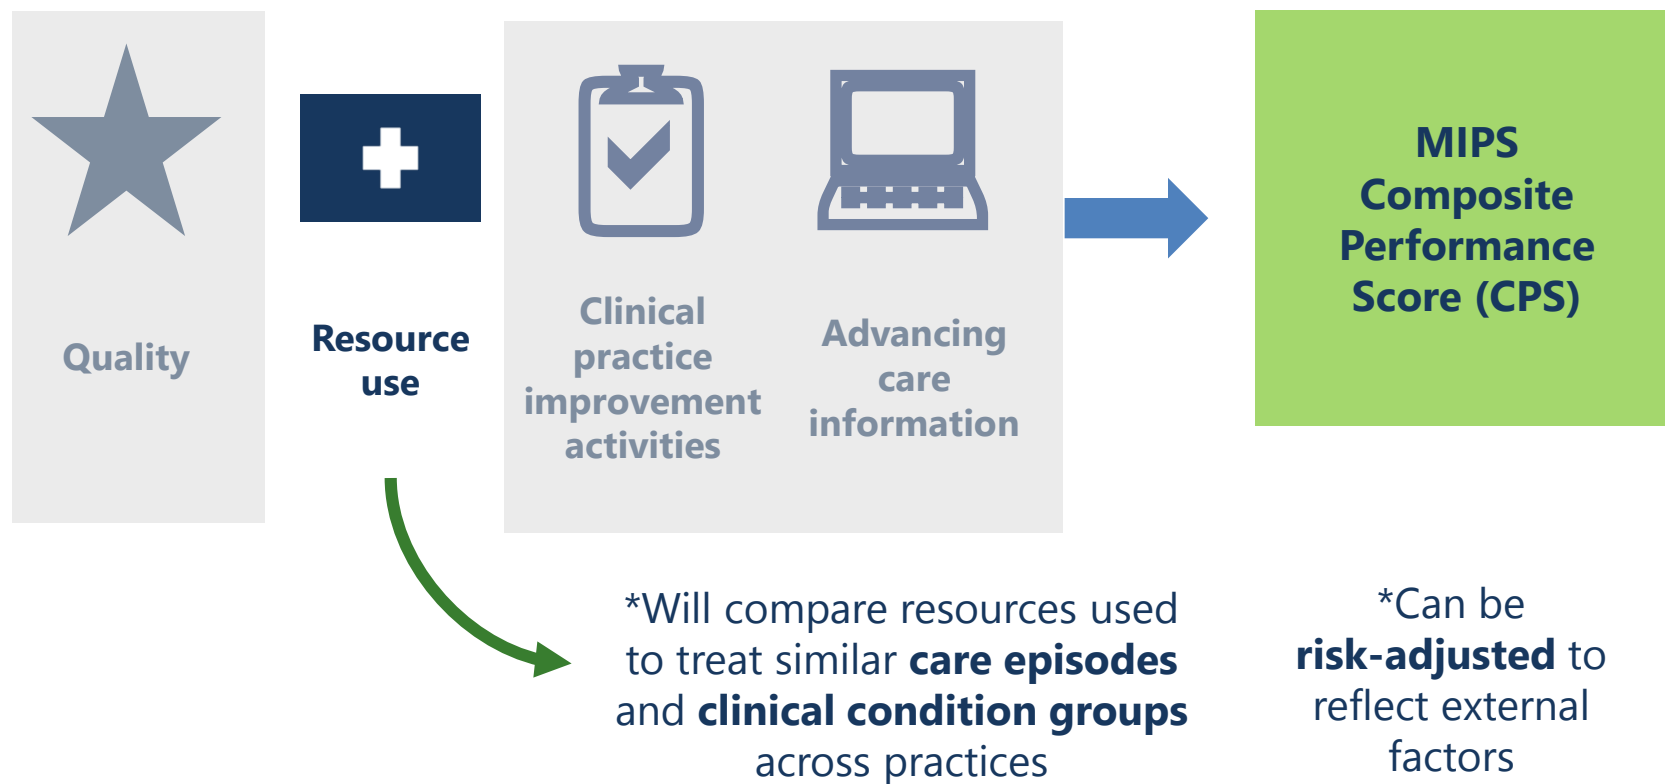 Quality
Resource
use
Clinical
practice
improvement
activities
Advancing
care
information
MIPS
Composite
Performance
Score (CPS)
*Will compare resources used
to treat similar care episodes
and clinical condition groups
across practices
*Can be
risk-adjusted to
reflect external
factors